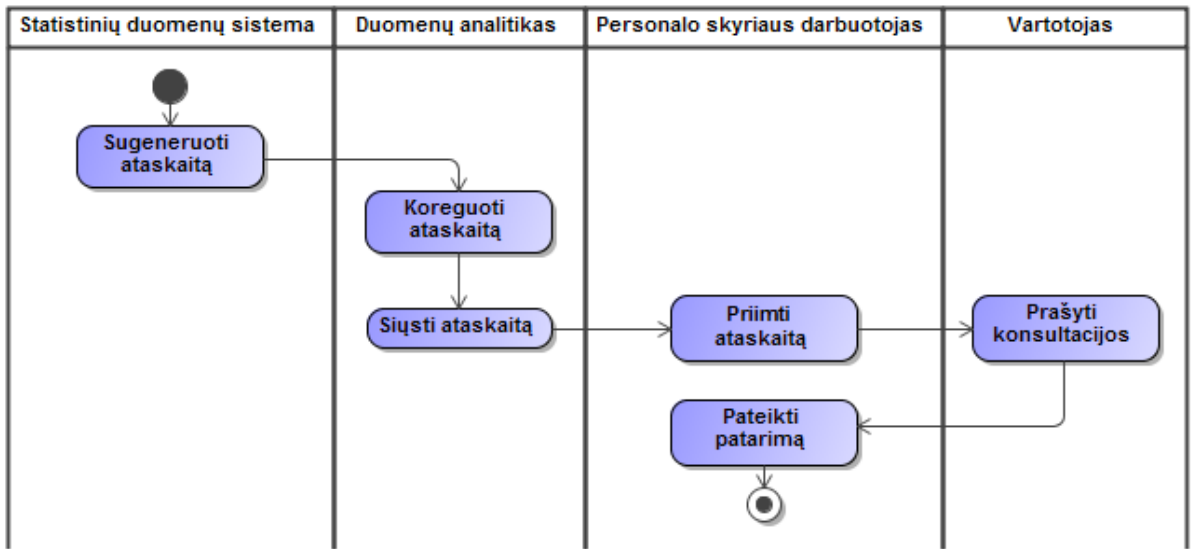 Statistinių duomenų sistema
Duomenų analitikas
Personalo skyriaus darbuotojas
Vartotojas
Sugeneruoti
ataskaitą
Koreguoti
ataskaitą
Siųsti ataskaitą
Priimti
ataskaitą
Prašyti
konsultacijos
Pateikti
patarimą